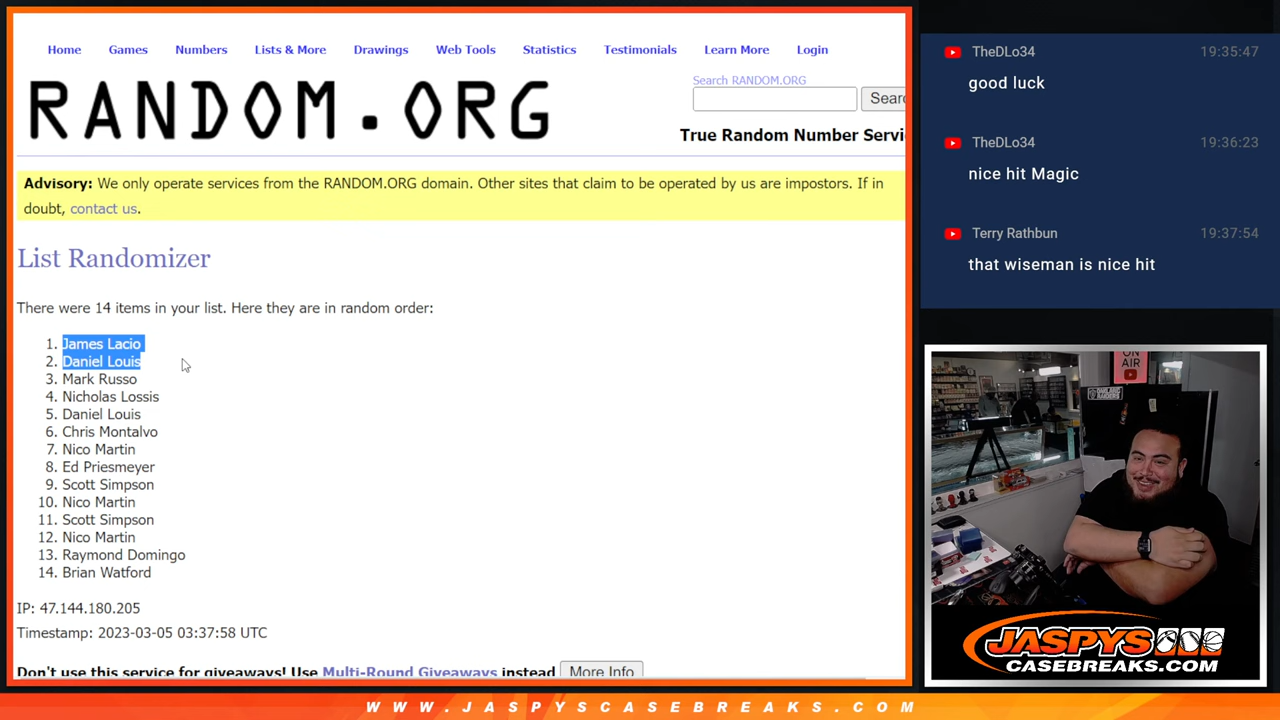 Home Games Numbers Lists & More Drawings Web Tools Statistics Testimonials Learn More Login
RANDOM.ORG
Search RANDOM.ORG
Searc
True Random Number Servi
Advisory: We only operate services from the RANDOM.ORG domain. Other sites that claim to be operated by us are impostors. If in
doubt, contact us.
List Randomizer
There were 14 items in your list. Here they are in random order:
1. James Lacio
2. Daniel Louis
3. Mark Russo
4. Nicholas Lossis
5. Daniel Louis
6. Chris Montalvo
7. Nico Martin
8. Ed Priesmeyer
9. Scott Simpson
10. Nico Martin
11. Scott Simpson
12. Nico Martin
13. Raymond Domingo
14. Brian Watford
IP: 47.144.180.205
Timestamp: 2023-03-05 03:37:58 UTC
Don't use this service for giveaways! Use Multi-Round Giveaways instead More Info
TheDLo34 19:35:47
good luck
TheDLo34 19:36:23
nice hit Magic
Terry Rathbun 19:37:54
that wiseman is nice hit
ON
AIR
JASPYS
CASEBREAKS.COM
WWW.JASPYSCASEBREAKS.COM